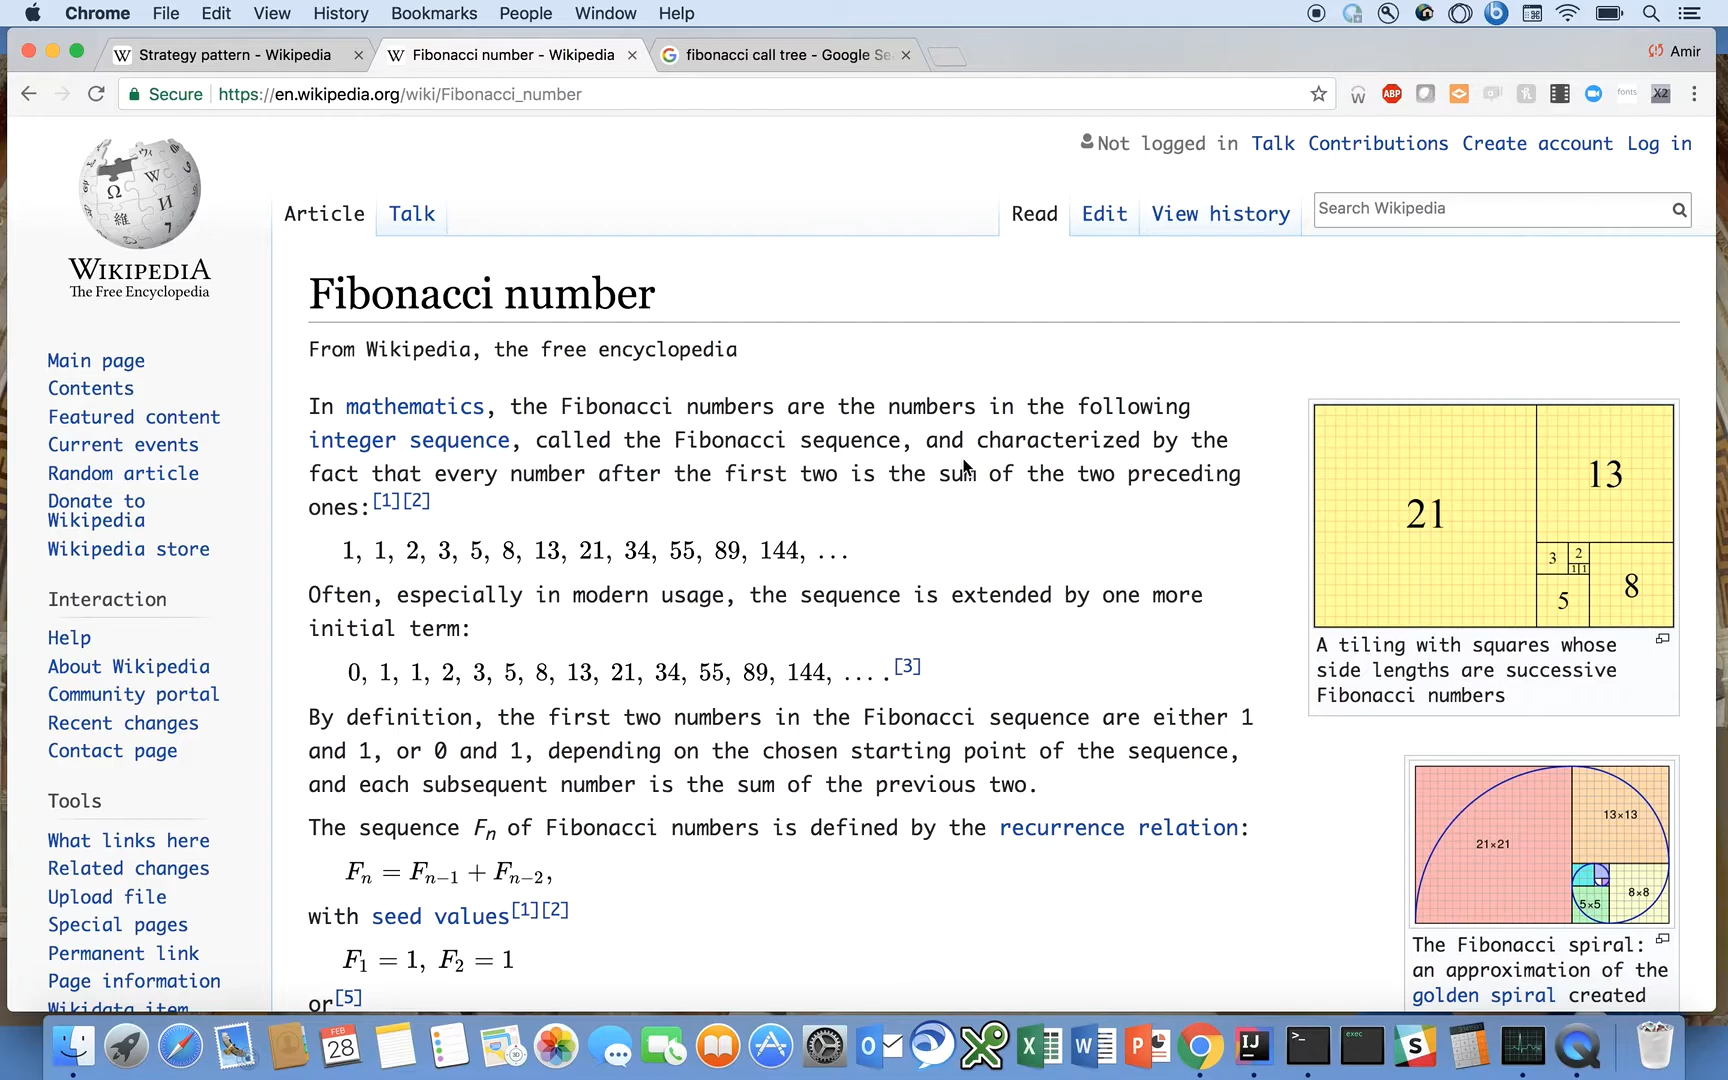 Chrome File Edit View History Bookmarks People Window Help
Strategy pattern - Wikipedia
Fibonacci number - Wikipedia
fibonacci call tree - Google Se
Amir
Secure https://en.wikipedia.org/wiki/Fibonacci_number
ABP
fonts
X2
Not logged in Talk Contributions Create account Log in
Article Talk Read Edit View history Search Wikipedia
WIKIPEDIA
The Free Encyclopedia
Main page
Contents
Featured content
Current events
Random article
Donate to
Wikipedia
Wikipedia store
Interaction
Help
About Wikipedia
Community portal
Recent changes
Contact page
Tools
What links here
Related changes
Upload file
Special pages
Permanent link
Page information
Wikidata item
Fibonacci number
From Wikipedia, the free encyclopedia
In mathematics, the Fibonacci numbers are the numbers in the following
integer sequence, called the Fibonacci sequence, and characterized by the
fact that every number after the first two is the sum of the two preceding
ones:[1][2]
1, 1, 2, 3, 5, 8, 13, 21, 34, 55, 89, 144, ...
Often, especially in modern usage, the sequence is extended by one more
initial term:
0, 1, 1, 2, 3, 5, 8, 13, 21, 34, 55, 89, 144, ... .[3]
By definition, the first two numbers in the Fibonacci sequence are either 1
and 1, or 0 and 1, depending on the chosen starting point of the sequence,
and each subsequent number is the sum of the previous two.
The sequence Fn of Fibonacci numbers is defined by the recurrence relation:
Fn = Fn−1 + Fn−2,
with seed values[1][2]
F1 = 1, F2 = 1
or[5]
21
13
3
2
1
1
5
8
A tiling with squares whose
side lengths are successive
Fibonacci numbers
13×13
21×21
8×8
5×5
The Fibonacci spiral:
an approximation of the
golden spiral created
FEB
28
3D
O
X
W
P
IJ
>_
exec
S